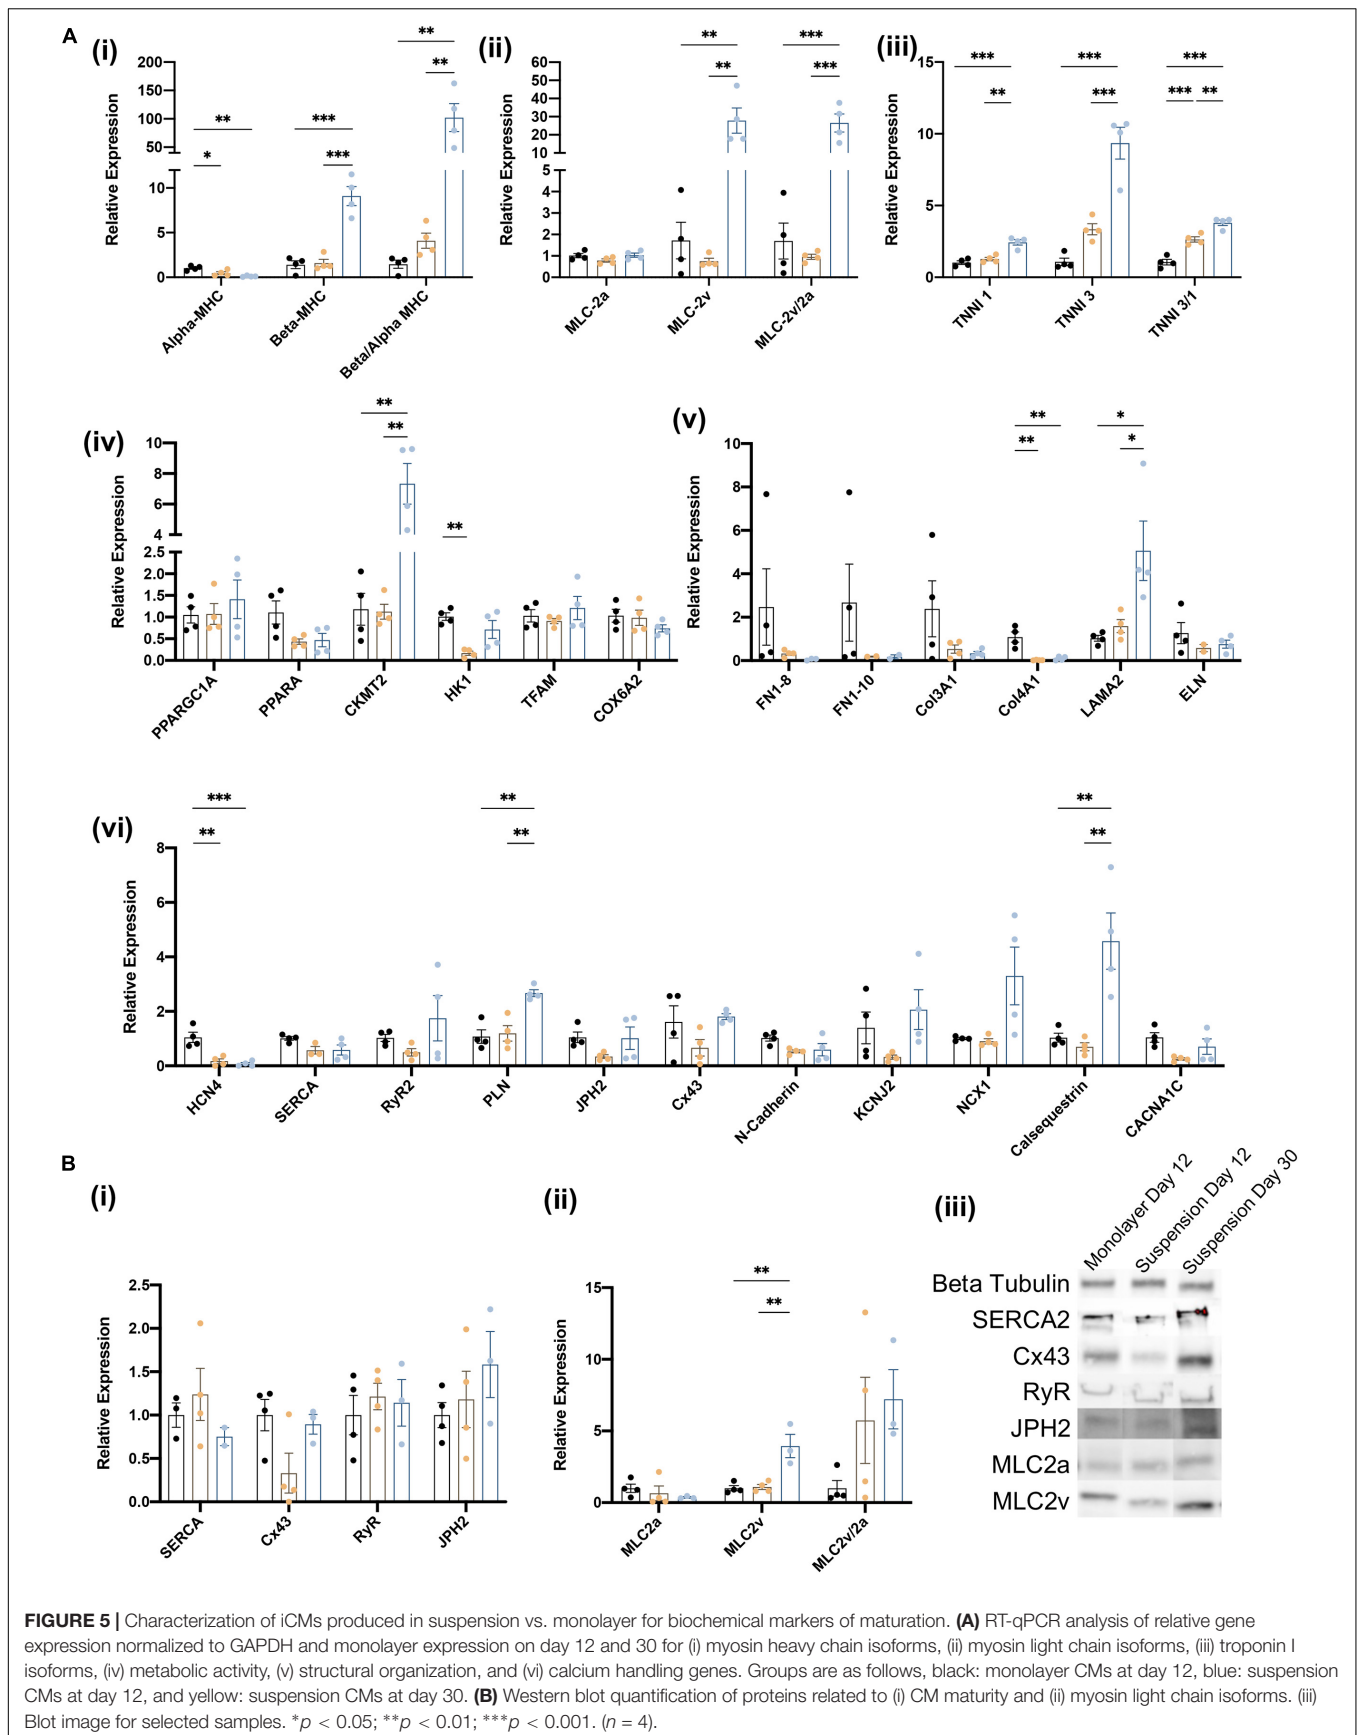 A
(i)
Relative Expression
200
150
100
50
10
5
0
** 
**
***
***
**
*
Alpha-MHC
Beta-MHC
Beta/Alpha MHC
(ii)
Relative Expression
60
50
40
30
20
10
5
4
3
2
1
0
**
**
***
***
MLC-2a
MLC-2v
MLC-2v/2a
(iii)
Relative Expression
15
10
5
0
***
**
***
***
***
*** **
TNNI 1
TNNI 3
TNNI 3/1
(iv)
Relative Expression
10
8
6
4
2.5
2.0
1.5
1.0
0.5
0.0
**
**
**
PPARGC1A
PPARA
CKMT2
HK1
TFAM
COX6A2
(v)
Relative Expression
10
8
6
4
2
0
**
**
*
*
FN1-8
FN1-10
Col3A1
Col4A1
LAMA2
ELN
(vi)
Relative Expression
8
6
4
2
0
***
**
**
**
**
**
HCN4
SERCA
RyR2
PLN
JPH2
Cx43
N-Cadherin
KCNJ2
NCX1
Calsequestrin
CACNA1C
B
(i)
Relative Expression
2.5
2.0
1.5
1.0
0.5
0.0
SERCA
Cx43
RyR
JPH2
(ii)
Relative Expression
15
10
5
0
**
**
MLC2a
MLC2v
MLC2v/2a
(iii)
Monolayer Day 12
Suspension Day 12
Suspension Day 30
Beta Tubulin
SERCA2
Cx43
RyR
JPH2
MLC2a
MLC2v
FIGURE 5 | Characterization of iCMs produced in suspension vs. monolayer for biochemical markers of maturation. (A) RT-qPCR analysis of relative gene
expression normalized to GAPDH and monolayer expression on day 12 and 30 for (i) myosin heavy chain isoforms, (ii) myosin light chain isoforms, (iii) troponin I
isoforms, (iv) metabolic activity, (v) structural organization, and (vi) calcium handling genes. Groups are as follows, black: monolayer CMs at day 12, blue: suspension
CMs at day 12, and yellow: suspension CMs at day 30. (B) Western blot quantification of proteins related to (i) CM maturity and (ii) myosin light chain isoforms. (iii)
Blot image for selected samples. *p < 0.05; **p < 0.01; ***p < 0.001. (n = 4).